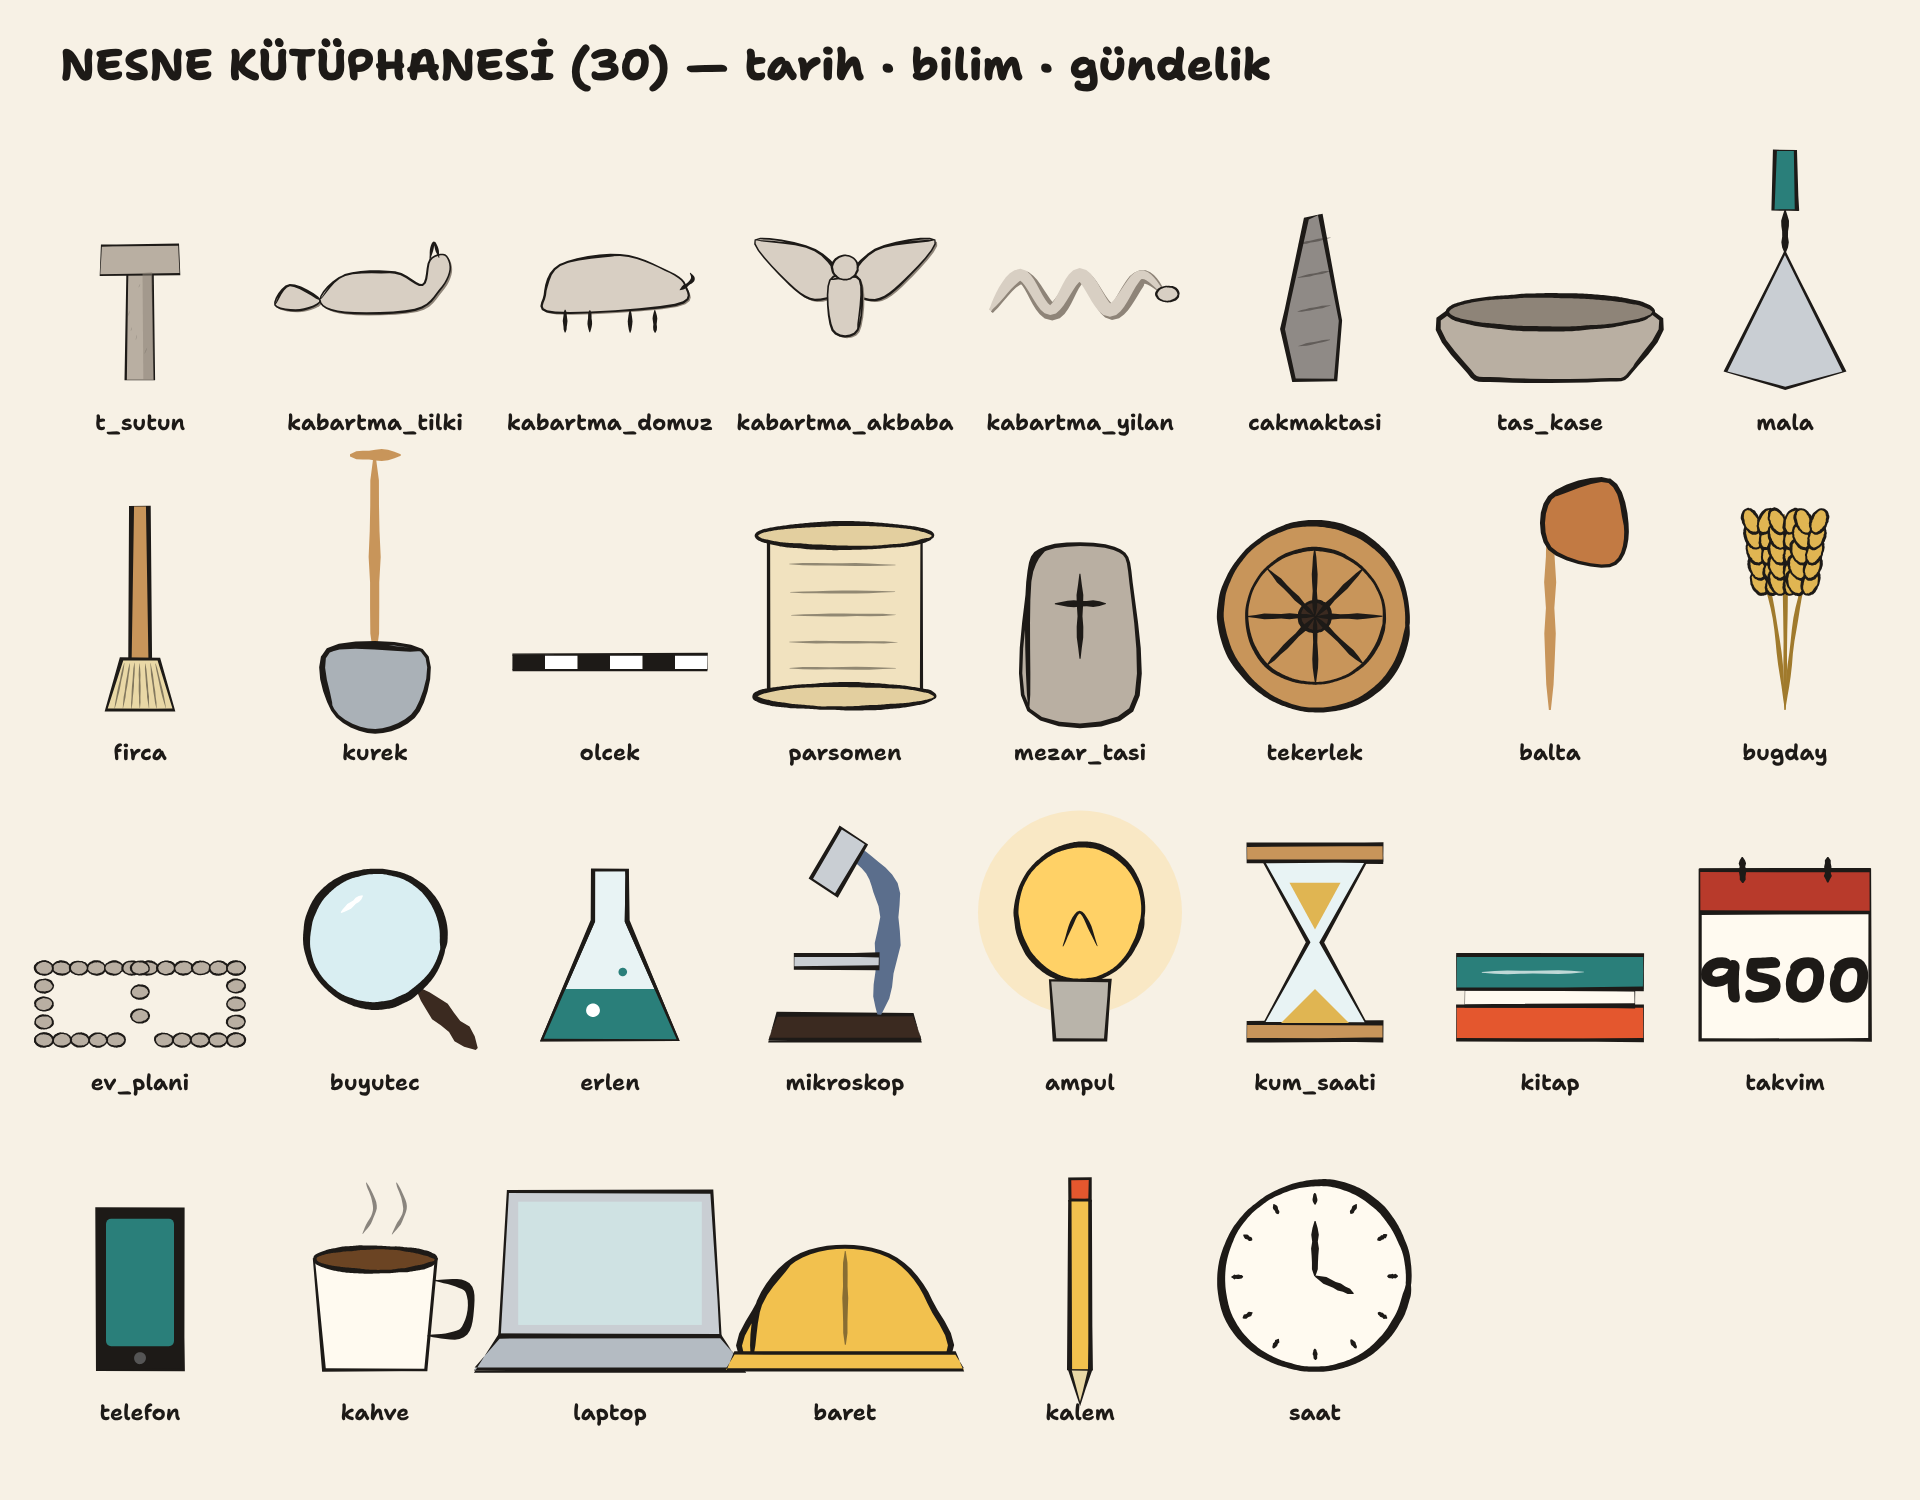 NESNE KÜTÜPHANESİ (30) — tarih · bilim · gündelik
t_sutun kabartma_tilki kabartma_domuz kabartma_akbaba kabartma_yilan cakmaktasi tas_kase mala
firca kurek olcek parsomen mezar_tasi tekerlek balta bugday
9500
ev_plani buyutec erlen mikroskop ampul kum_saati kitap takvim
telefon kahve laptop baret kalem saat